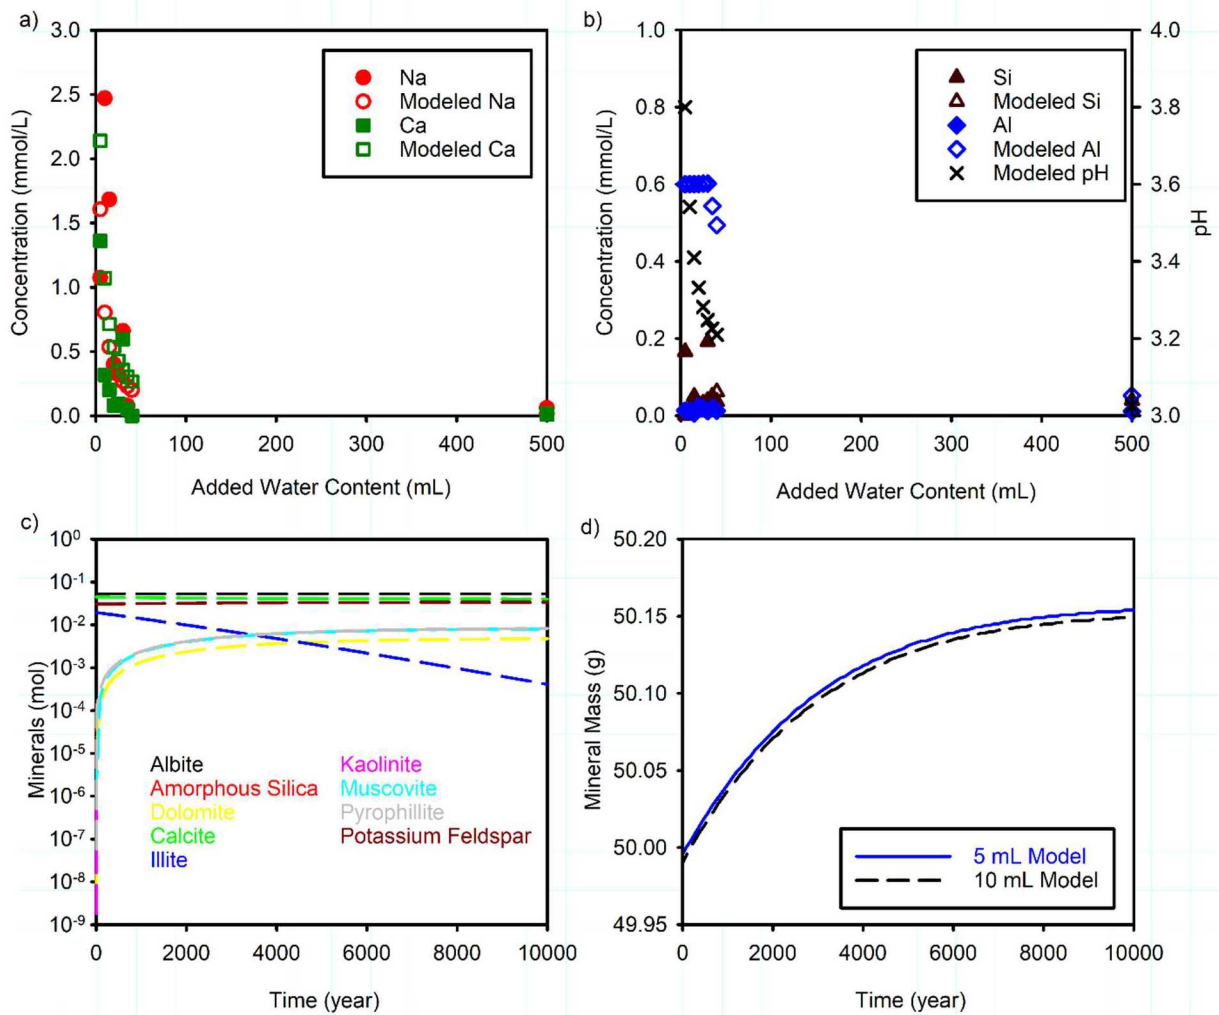 a)
3.0
2.5
2.0
1.5
1.0
0.5
0.0
Concentration (mmol/L)
Na
Modeled Na
Ca
Modeled Ca
0 100 200 300 400 500
Added Water Content (mL)
b)
1.0
0.8
0.6
0.4
0.2
0.0
Concentration (mmol/L)
Si
Modeled Si
Al
Modeled Al
Modeled pH
4.0
3.8
3.6
3.4
3.2
3.0
pH
0 100 200 300 400 500
Added Water Content (mL)
c)
10⁰
10⁻¹
10⁻²
10⁻³
10⁻⁴
10⁻⁵
10⁻⁶
10⁻⁷
10⁻⁸
10⁻⁹
Minerals (mol)
Albite
Amorphous Silica
Dolomite
Calcite
Illite
Kaolinite
Muscovite
Pyrophillite
Potassium Feldspar
0 2000 4000 6000 8000 10000
Time (year)
d)
50.20
50.15
50.10
50.05
50.00
49.95
Mineral Mass (g)
5 mL Model
10 mL Model
0 2000 4000 6000 8000 10000
Time (year)